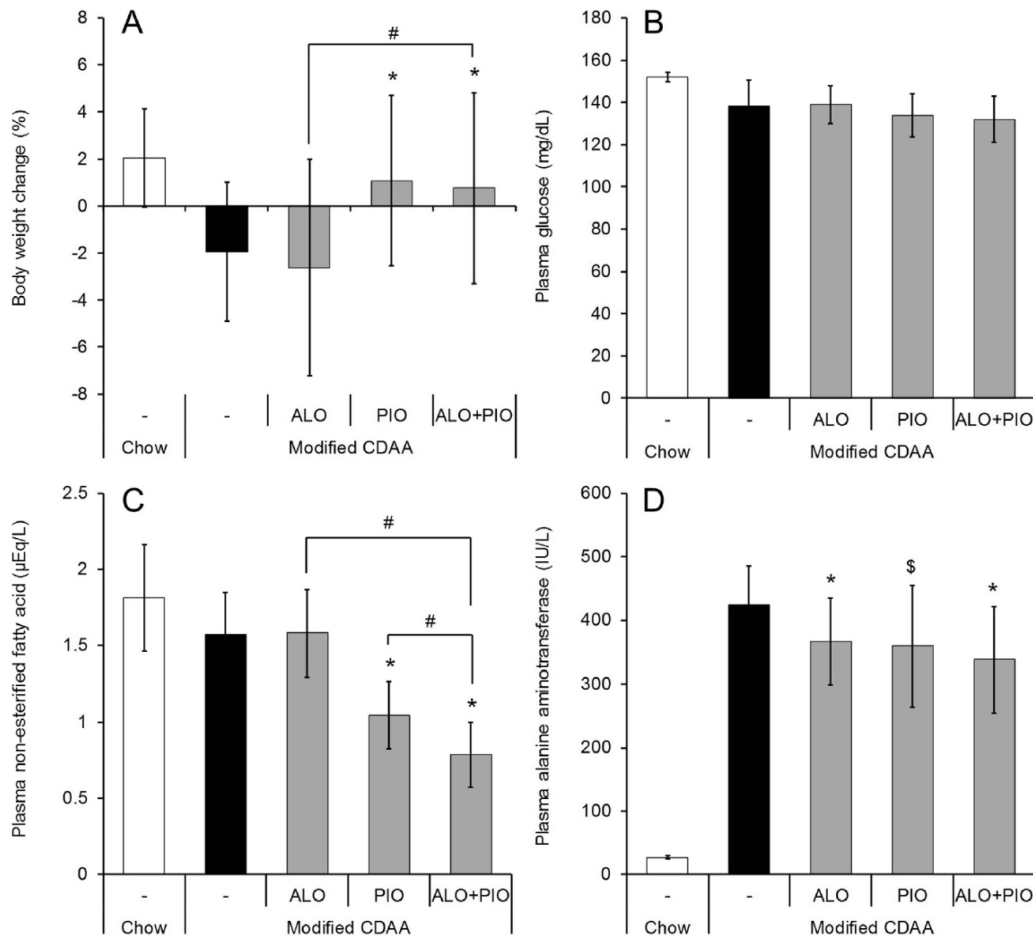 A
Body weight change (%)
8
6
4
2
0
-2
-4
-6
-8
#
* *
- - ALO PIO ALO+PIO
Chow Modified CDAA
B
Plasma glucose (mg/dL)
180
160
140
120
100
80
60
40
20
0
- - ALO PIO ALO+PIO
Chow Modified CDAA
C
Plasma non-esterified fatty acid (µEq/L)
2.5
2
1.5
1
0.5
0
#
#
*
*
- - ALO PIO ALO+PIO
Chow Modified CDAA
D
Plasma alanine aminotransferase (IU/L)
600
500
400
300
200
100
0
* $ *
- - ALO PIO ALO+PIO
Chow Modified CDAA